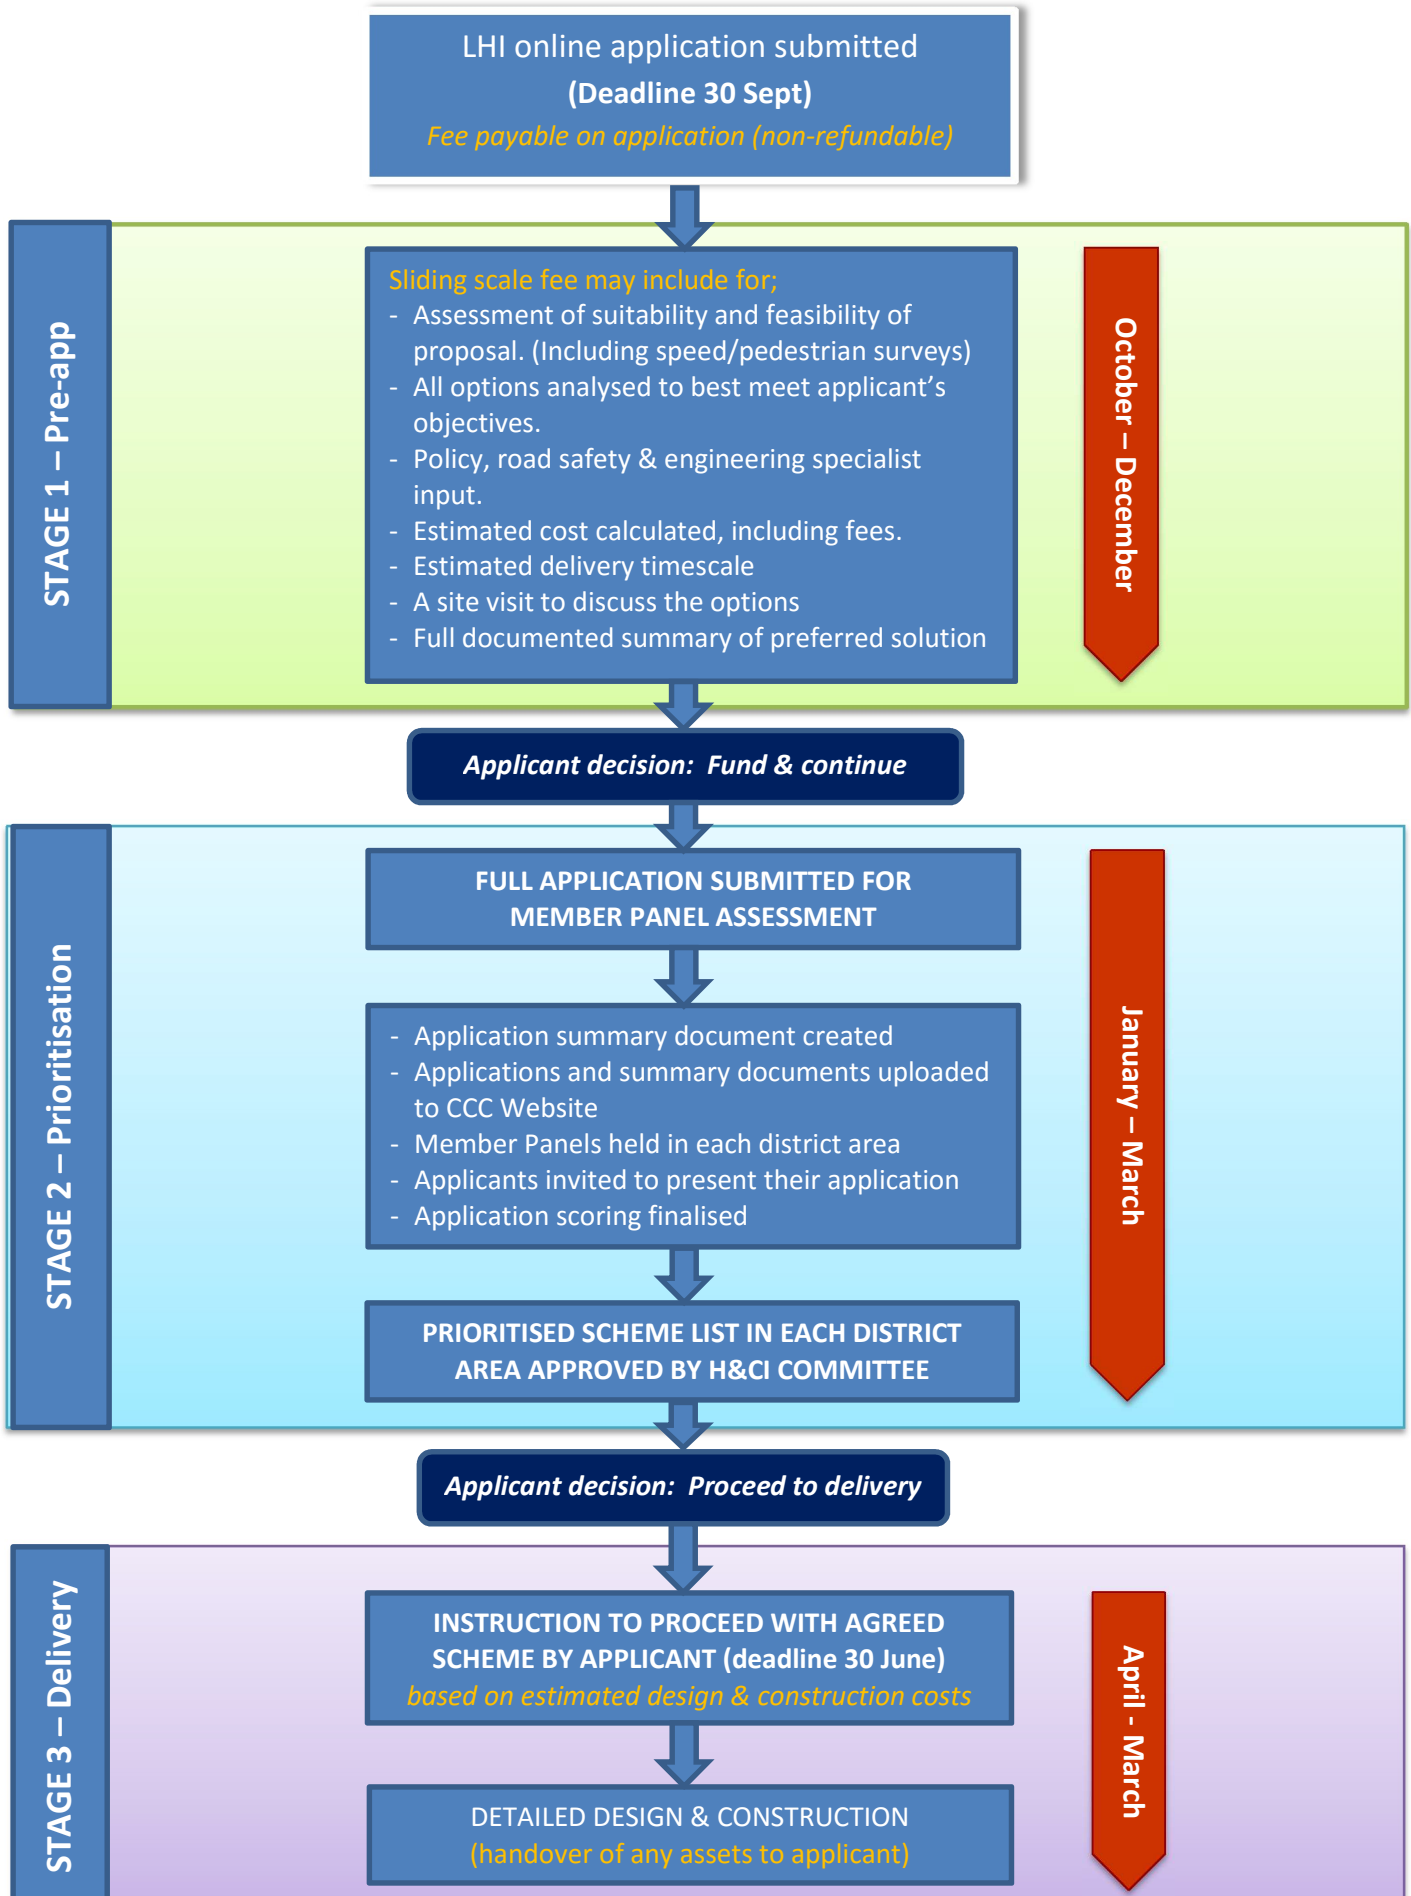 LHI online application submitted
(Deadline 30 Sept)
Fee payable on application (non-refundable)
STAGE 1 – Pre-app
Sliding scale fee may include for;
- Assessment of suitability and feasibility of
proposal. (Including speed/pedestrian surveys)
- All options analysed to best meet applicant's
objectives.
- Policy, road safety & engineering specialist
input.
- Estimated cost calculated, including fees.
- Estimated delivery timescale
- A site visit to discuss the options
- Full documented summary of preferred solution
October – December
Applicant decision: Fund & continue
STAGE 2 – Prioritisation
FULL APPLICATION SUBMITTED FOR
MEMBER PANEL ASSESSMENT
- Application summary document created
- Applications and summary documents uploaded
to CCC Website
- Member Panels held in each district area
- Applicants invited to present their application
- Application scoring finalised
PRIORITISED SCHEME LIST IN EACH DISTRICT
AREA APPROVED BY H&CI COMMITTEE
January – March
Applicant decision: Proceed to delivery
STAGE 3 – Delivery
INSTRUCTION TO PROCEED WITH AGREED
SCHEME BY APPLICANT (deadline 30 June)
based on estimated design & construction costs
DETAILED DESIGN & CONSTRUCTION
(handover of any assets to applicant)
April - March